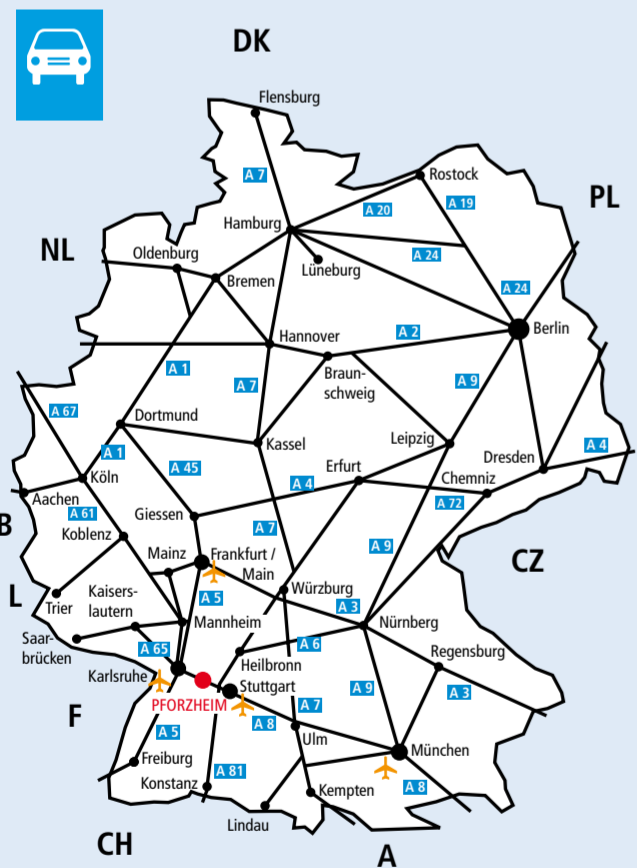 DK
Flensburg
A 7
Rostock
A 20
A 19
PL
Hamburg
NL
Oldenburg
A 24
Lüneburg
Bremen
A 24
Berlin
Hannover
A 2
A 1
Braun-
schweig
A 7
A 9
A 67
Dortmund
A 1
Kassel
Leipzig
Dresden
A 4
A 45
Erfurt
Chemniz
Köln
A 4
Aachen
A 72
A 61
Giessen
B
Koblenz
A 7
A 9
Mainz
Frankfurt /
Main
CZ
L
Trier
Kaisers-
lautern
A 5
Würzburg
A 3
Mannheim
Nürnberg
Saar-
brücken
A 6
A 65
Heilbronn
Regensburg
Karlsruhe
Stuttgart
A 9
A 3
PFORZHEIM
F
A 8
A 7
A 5
Ulm
München
Freiburg
A 81
Konstanz
Kempten
A 8
Lindau
CH
A